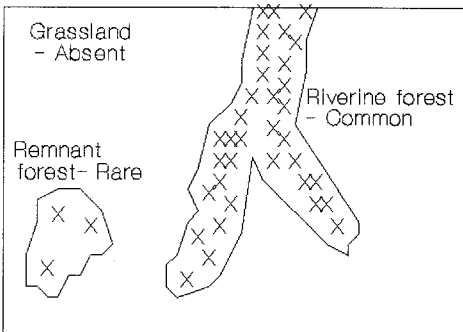 Grassland
- Absent
Riverine forest
- Common
Remnant
forest- Rare